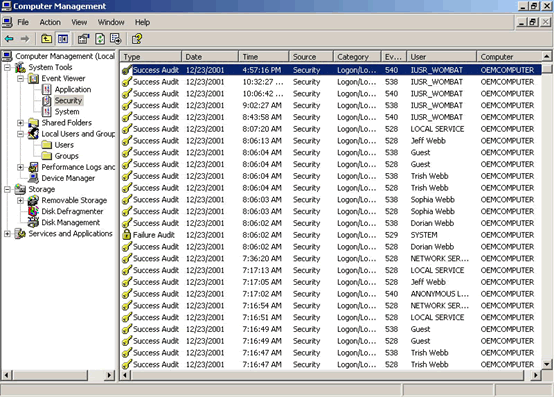 Computer Management
File Action View Window Help
Computer Management (Local
System Tools
Event Viewer
Application
Security
System
Shared Folders
Local Users and Group
Users
Groups
Performance Logs and
Device Manager
Storage
Removable Storage
Disk Defragmenter
Disk Management
Services and Applications
Type Date Time Source Category Ev... User Computer
Success Audit 12/23/2001 4:57:16 PM Security Logon/Lo... 540 IUSR_WOMBAT OEMCOMPUTER
Success Audit 12/23/2001 10:32:27 ... Security Logon/Lo... 538 IUSR_WOMBAT OEMCOMPUTER
Success Audit 12/23/2001 10:06:42 ... Security Logon/Lo... 540 IUSR_WOMBAT OEMCOMPUTER
Success Audit 12/23/2001 9:02:27 AM Security Logon/Lo... 538 IUSR_WOMBAT OEMCOMPUTER
Success Audit 12/23/2001 8:43:58 AM Security Logon/Lo... 540 IUSR_WOMBAT OEMCOMPUTER
Success Audit 12/23/2001 8:07:20 AM Security Logon/Lo... 528 LOCAL SERVICE OEMCOMPUTER
Success Audit 12/23/2001 8:06:13 AM Security Logon/Lo... 528 Jeff Webb OEMCOMPUTER
Success Audit 12/23/2001 8:06:04 AM Security Logon/Lo... 538 Guest OEMCOMPUTER
Success Audit 12/23/2001 8:06:04 AM Security Logon/Lo... 528 Guest OEMCOMPUTER
Success Audit 12/23/2001 8:06:04 AM Security Logon/Lo... 538 Trish Webb OEMCOMPUTER
Success Audit 12/23/2001 8:06:04 AM Security Logon/Lo... 528 Trish Webb OEMCOMPUTER
Success Audit 12/23/2001 8:06:03 AM Security Logon/Lo... 538 Sophia Webb OEMCOMPUTER
Success Audit 12/23/2001 8:06:03 AM Security Logon/Lo... 528 Sophia Webb OEMCOMPUTER
Success Audit 12/23/2001 8:06:02 AM Security Logon/Lo... 538 Dorian Webb OEMCOMPUTER
Failure Audit 12/23/2001 8:06:02 AM Security Logon/Lo... 529 SYSTEM OEMCOMPUTER
Success Audit 12/23/2001 8:06:02 AM Security Logon/Lo... 528 Dorian Webb OEMCOMPUTER
Success Audit 12/23/2001 7:36:20 AM Security Logon/Lo... 528 NETWORK SER... OEMCOMPUTER
Success Audit 12/23/2001 7:17:13 AM Security Logon/Lo... 528 LOCAL SERVICE OEMCOMPUTER
Success Audit 12/23/2001 7:17:05 AM Security Logon/Lo... 528 Jeff Webb OEMCOMPUTER
Success Audit 12/23/2001 7:17:02 AM Security Logon/Lo... 540 ANONYMOUS L... OEMCOMPUTER
Success Audit 12/23/2001 7:16:54 AM Security Logon/Lo... 528 NETWORK SER... OEMCOMPUTER
Success Audit 12/23/2001 7:16:51 AM Security Logon/Lo... 528 LOCAL SERVICE OEMCOMPUTER
Success Audit 12/23/2001 7:16:49 AM Security Logon/Lo... 538 Guest OEMCOMPUTER
Success Audit 12/23/2001 7:16:49 AM Security Logon/Lo... 528 Guest OEMCOMPUTER
Success Audit 12/23/2001 7:16:47 AM Security Logon/Lo... 538 Trish Webb OEMCOMPUTER
Success Audit 12/23/2001 7:16:47 AM Security Logon/Lo... 528 Trish Webb OEMCOMPUTER